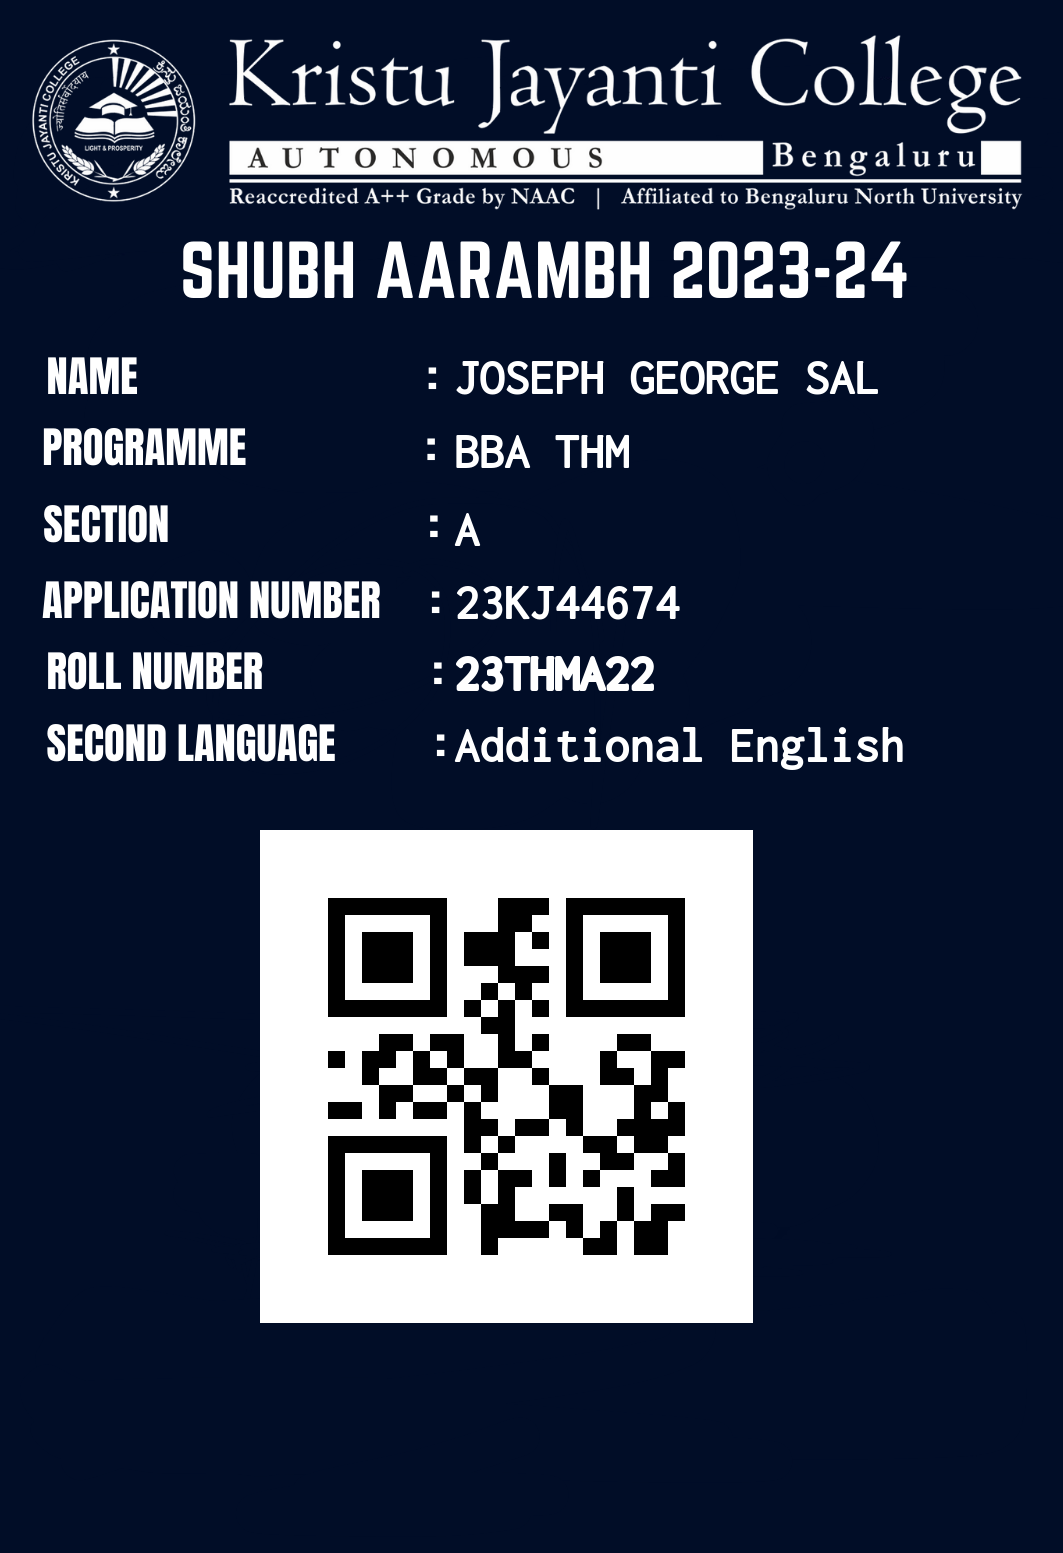 Kristu Jayanti College
AUTONOMOUS Bengaluru
Reaccredited A++ Grade by NAAC | Affiliated to Bengaluru North University
KRISTU JAYANTI COLLEGE
ಕ್ರಿಸ್ತು ಜಯಂತಿ ಕಾಲೇಜು
LIGHT & PROSPERITY
SHUBH AARAMBH 2023-24
NAME : JOSEPH GEORGE SAL
PROGRAMME : BBA THM
SECTION : A
APPLICATION NUMBER : 23KJ44674
ROLL NUMBER : 23THMA22
SECOND LANGUAGE : Additional English